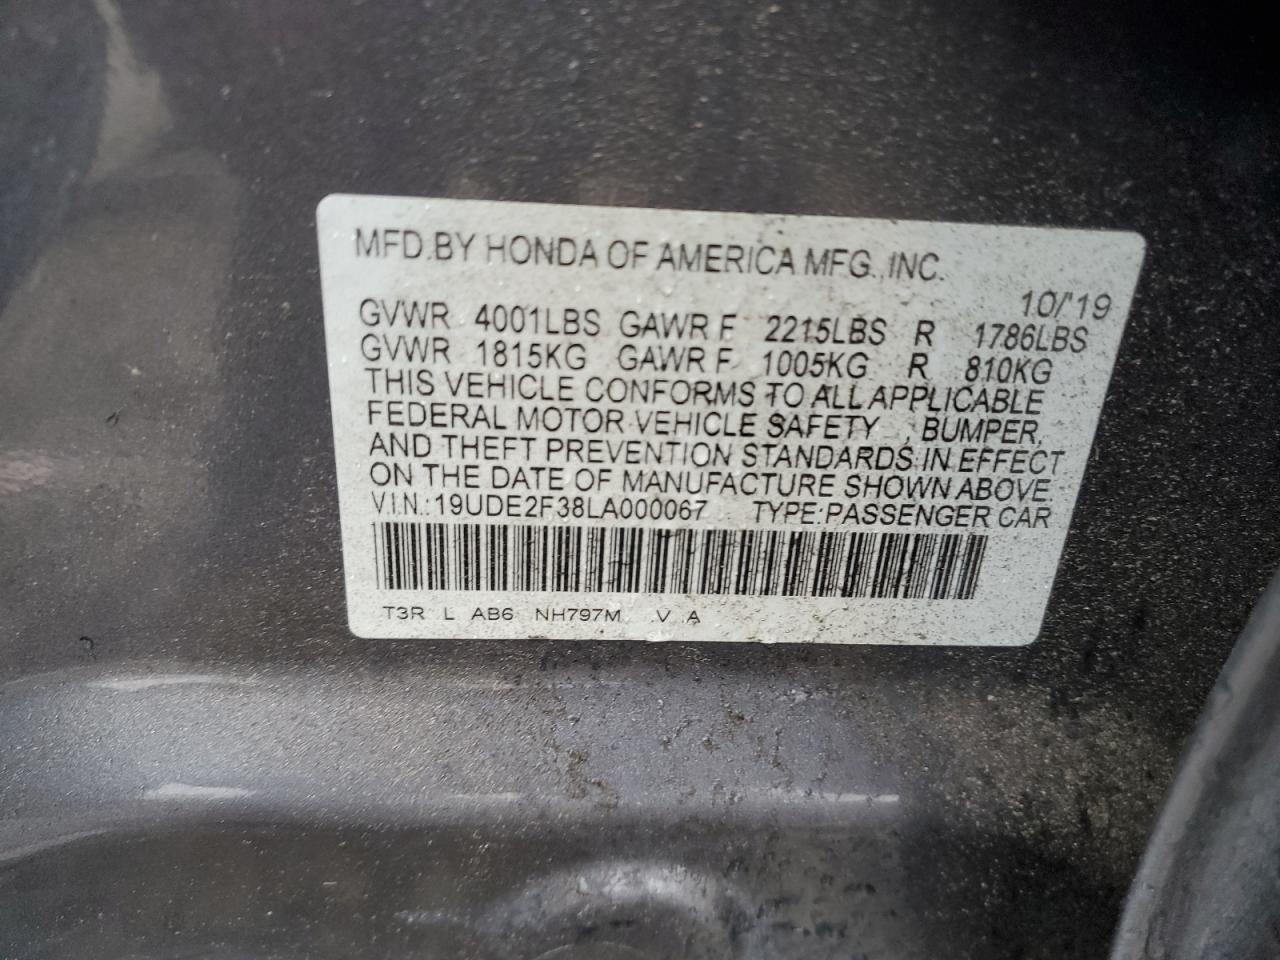 MFD.BY HONDA OF AMERICA MFG.,INC.
10/'19
GVWR 4001LBS GAWR F 2215LBS R 1786LBS
GVWR 1815KG GAWR F 1005KG R 810KG
THIS VEHICLE CONFORMS TO ALL APPLICABLE
FEDERAL MOTOR VEHICLE SAFETY , BUMPER,
AND THEFT PREVENTION STANDARDS IN EFFECT
ON THE DATE OF MANUFACTURE SHOWN ABOVE.
V.I.N.:19UDE2F38LA000067 TYPE:PASSENGER CAR
T3R L AB6 NH797M V A